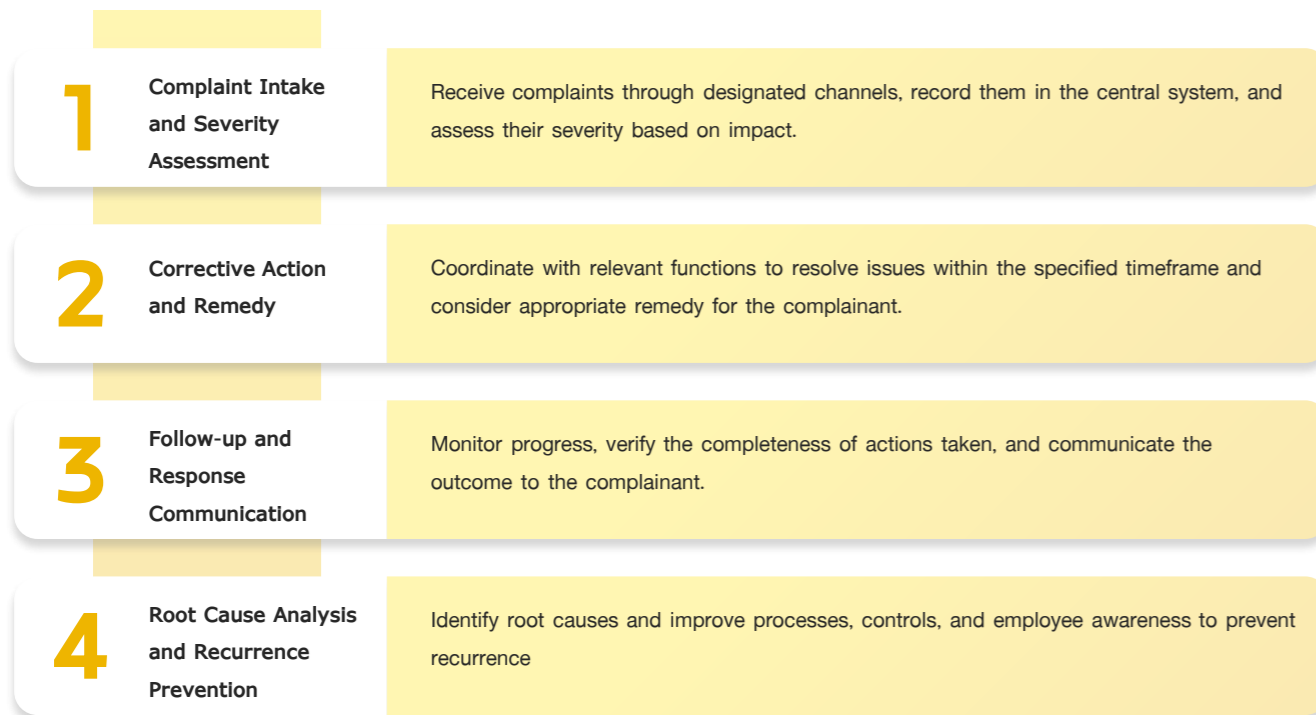 1
Complaint Intake
and Severity
Assessment
Receive complaints through designated channels, record them in the central system, and
assess their severity based on impact.
2
Corrective Action
and Remedy
Coordinate with relevant functions to resolve issues within the specified timeframe and
consider appropriate remedy for the complainant.
3
Follow-up and
Response
Communication
Monitor progress, verify the completeness of actions taken, and communicate the
outcome to the complainant.
4
Root Cause Analysis
and Recurrence
Prevention
Identify root causes and improve processes, controls, and employee awareness to prevent
recurrence